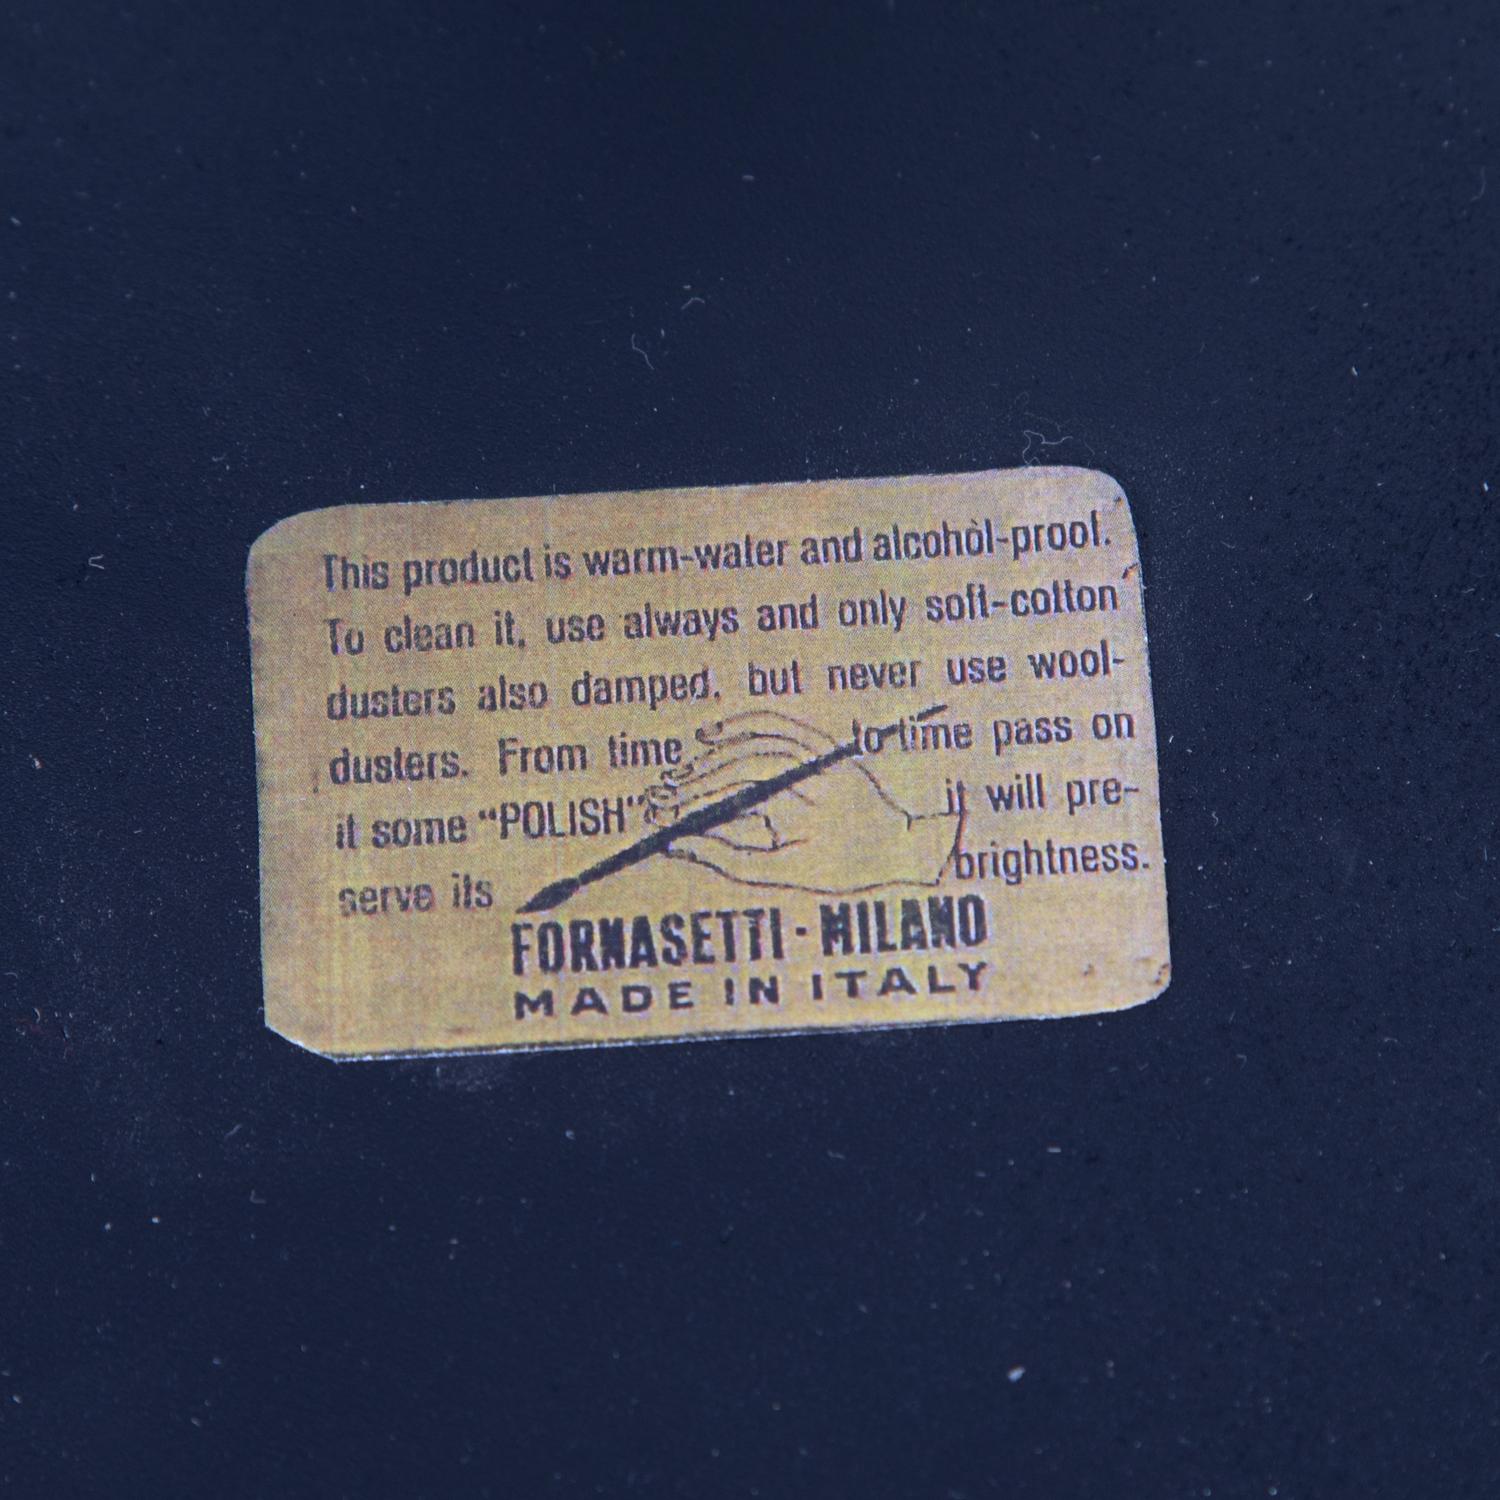 This product is warm-water and alcohol-proof.
To clean it, use always and only soft-cotton
dusters also damped, but never use wool-
dusters. From time to time pass on
it some “POLISH” it will pre-
serve its brightness.
FORNASETTI - MILANO
MADE IN ITALY